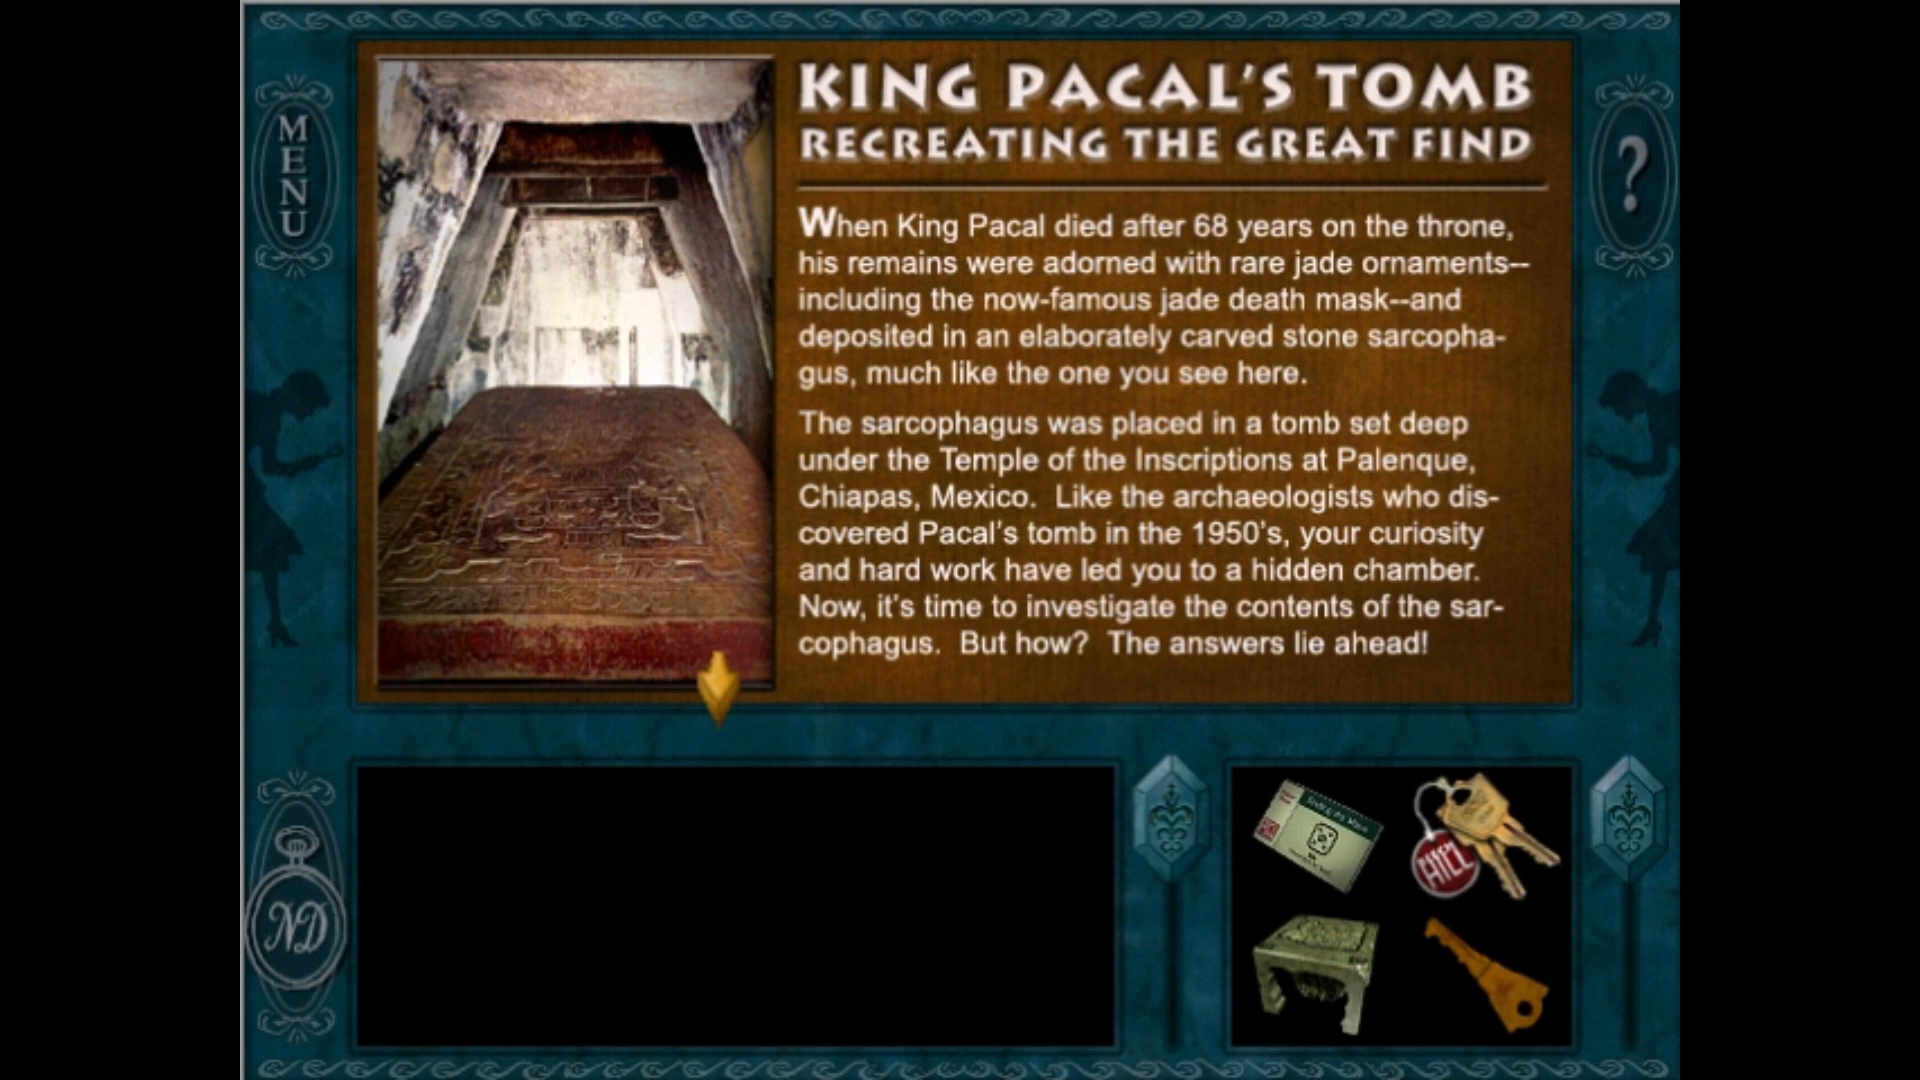 MENU
KING PACAL'S TOMB
RECREATING THE GREAT FIND
?
When King Pacal died after 68 years on the throne,
his remains were adorned with rare jade ornaments--
including the now-famous jade death mask--and
deposited in an elaborately carved stone sarcopha-
gus, much like the one you see here.
The sarcophagus was placed in a tomb set deep
under the Temple of the Inscriptions at Palenque,
Chiapas, Mexico.  Like the archaeologists who dis-
covered Pacal's tomb in the 1950's, your curiosity
and hard work have led you to a hidden chamber.
Now, it's time to investigate the contents of the sar-
cophagus.  But how?  The answers lie ahead!
ND
HILL